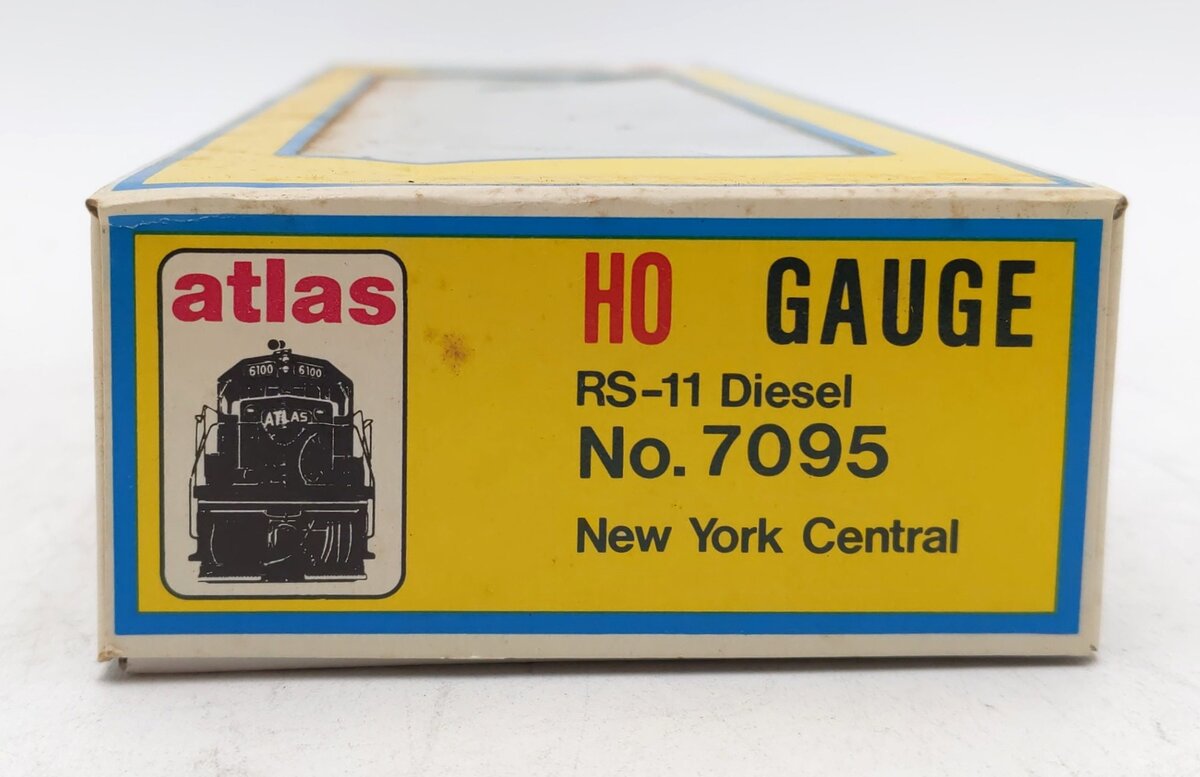 atlas
6100 6100
ATLAS
HO GAUGE
RS-11 Diesel
No. 7095
New York Central